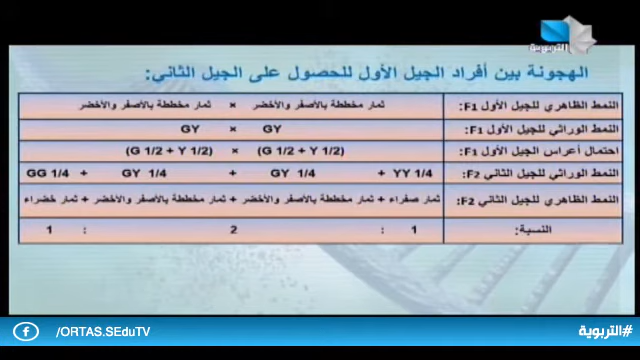 التربوية
الهجونة بين أفراد الجيل الأول للحصول على الجيل الثاني:
النمط الظاهري للجيل الأول F1: ثمار مخططة بالأصفر والأخضر × ثمار مخططة بالأصفر والأخضر
النمط الوراثي للجيل الأول F1: GY × GY
احتمال أعراس الجيل الأول F1: (G 1/2 + Y 1/2) × (G 1/2 + Y 1/2)
النمط الوراثي للجيل الثاني F2: YY 1/4 + GY 1/4 + GY 1/4 + GG 1/4
النمط الظاهري للجيل الثاني F2: ثمار صفراء + ثمار مخططة بالأصفر والأخضر + ثمار مخططة بالأصفر والأخضر + ثمار خضراء
النسبة: 1 : 2 : 1
/ORTAS.SEduTV
#التربوية